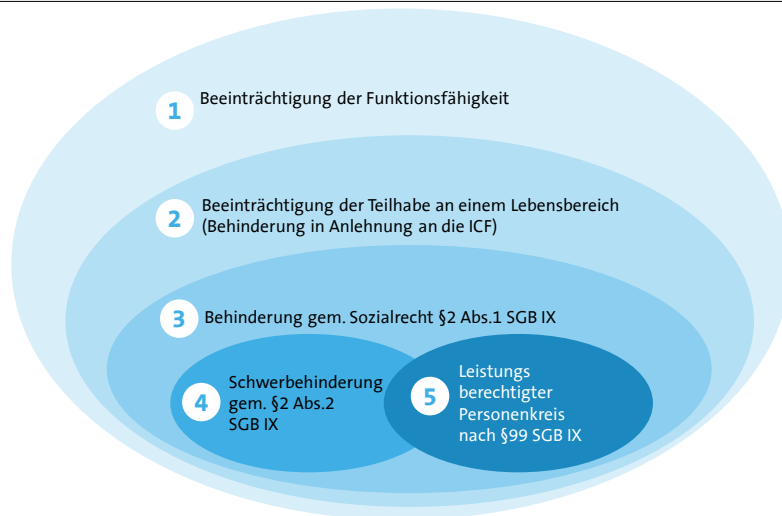 1
Beeinträchtigung der Funktionsfähigkeit
2
Beeinträchtigung der Teilhabe an einem Lebensbereich
(Behinderung in Anlehnung an die ICF)
3
Behinderung gem. Sozialrecht §2 Abs.1 SGB IX
4
Schwerbehinderung
gem. §2 Abs.2
SGB IX
5
Leistungs
berechtigter
Personenkreis
nach §99 SGB IX